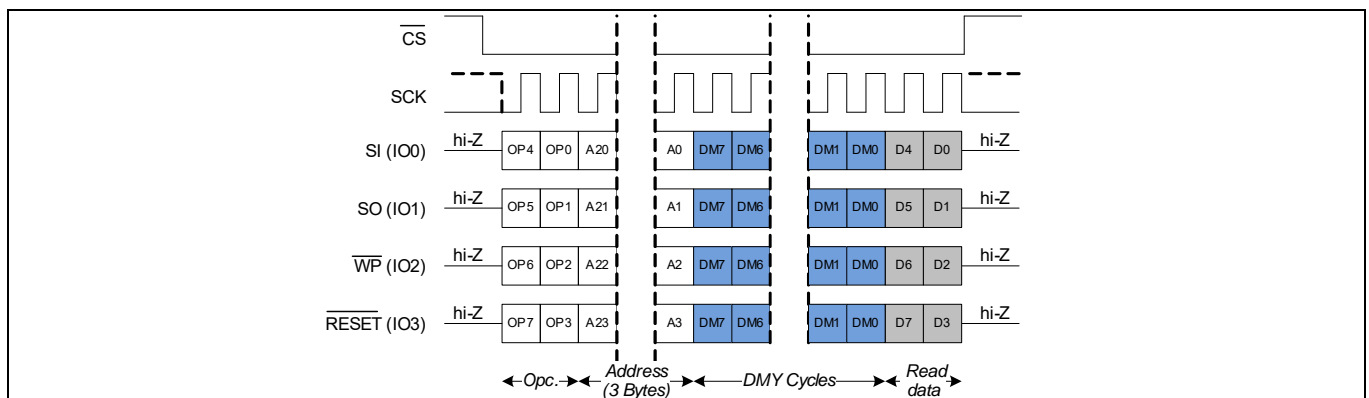 CS
SCK
SI (IO0) hi-Z OP4 OP0 A20 A0 DM7 DM6 DM1 DM0 D4 D0 hi-Z
SO (IO1) hi-Z OP5 OP1 A21 A1 DM7 DM6 DM1 DM0 D5 D1 hi-Z
WP (IO2) hi-Z OP6 OP2 A22 A2 DM7 DM6 DM1 DM0 D6 D2 hi-Z
RESET (IO3) hi-Z OP7 OP3 A23 A3 DM7 DM6 DM1 DM0 D7 D3 hi-Z
Opc. Address DMY Cycles Read
(3 Bytes) data